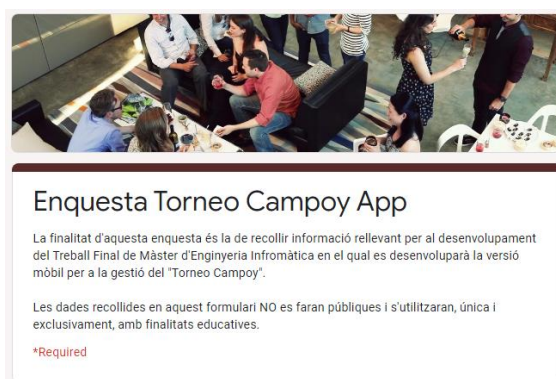 Enquesta Torneo Campoy App
La finalitat d'aquesta enquesta és la de recollir informació rellevant per al desenvolupament
del Treball Final de Màster d'Enginyeria Infromàtica en el qual es desenvoluparà la versió
mòbil per a la gestió del "Torneo Campoy".
Les dades recollides en aquest formulari NO es faran públiques i s'utilitzaran, única i
exclusivament, amb finalitats educatives.
*Required